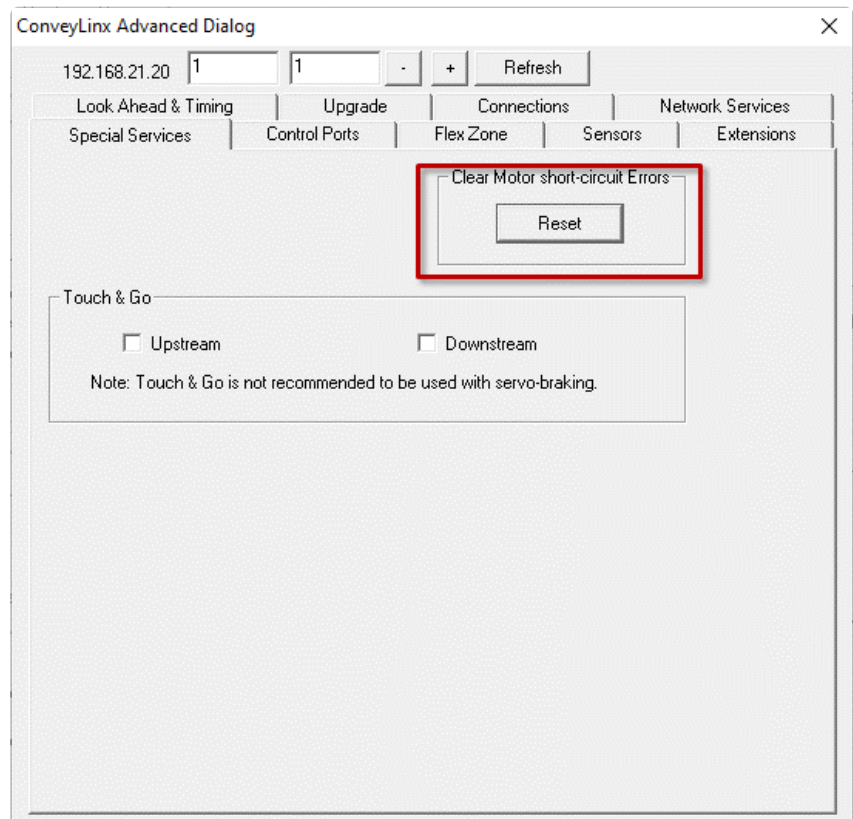 ConveyLinx Advanced Dialog
192.168.21.20 1 1 - + Refresh
Look Ahead & Timing Upgrade Connections Network Services
Special Services Control Ports Flex Zone Sensors Extensions
Clear Motor short-circuit Errors
Reset
Touch & Go
Upstream Downstream
Note: Touch & Go is not recommended to be used with servo-braking.